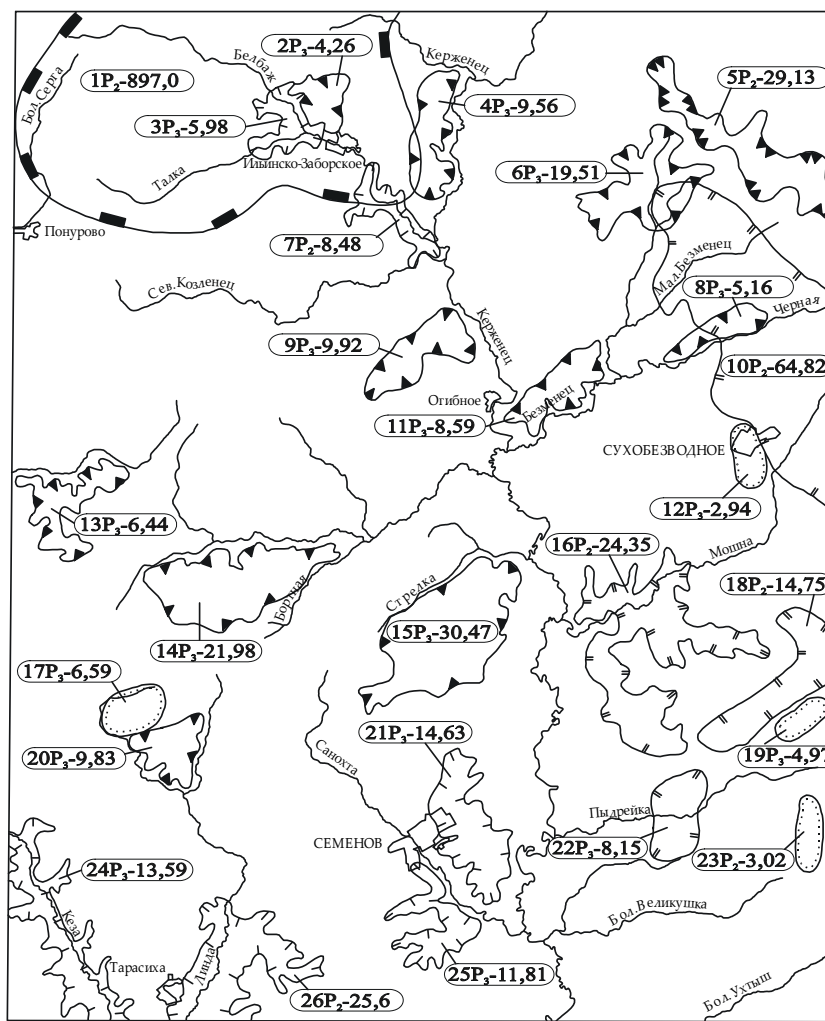 2P₃-4,26
Керженец
Белбаж
1P₂-897,0
5P₂-29,13
Бол.Серга
4P₃-9,56
3P₃-5,98
Ильинско-Заборское
6P₃-19,51
Талка
Понурово
7P₂-8,48
Мал.Безменец
Сев.Козленец
8P₃-5,16
Черная
Керженец
9P₃-9,92
10P₂-64,82
Огибное
Безменец
11P₃-8,59
СУХОБЕЗВОДНОЕ
12P₃-2,94
13P₃-6,44
16P₂-24,35
Мошна
Стрелка
18P₂-14,75
Бортная
15P₃-30,47
14P₃-21,98
17P₃-6,59
21P₃-14,63
Санохта
20P₃-9,83
19P₃-4,97
Пыдрейка
СЕМЕНОВ
22P₃-8,15
23P₂-3,02
24P₃-13,59
Кеза
Бол.Великушка
Тарасиха
Линда
25P₃-11,81
26P₂-25,6
Бол.Ухтыш